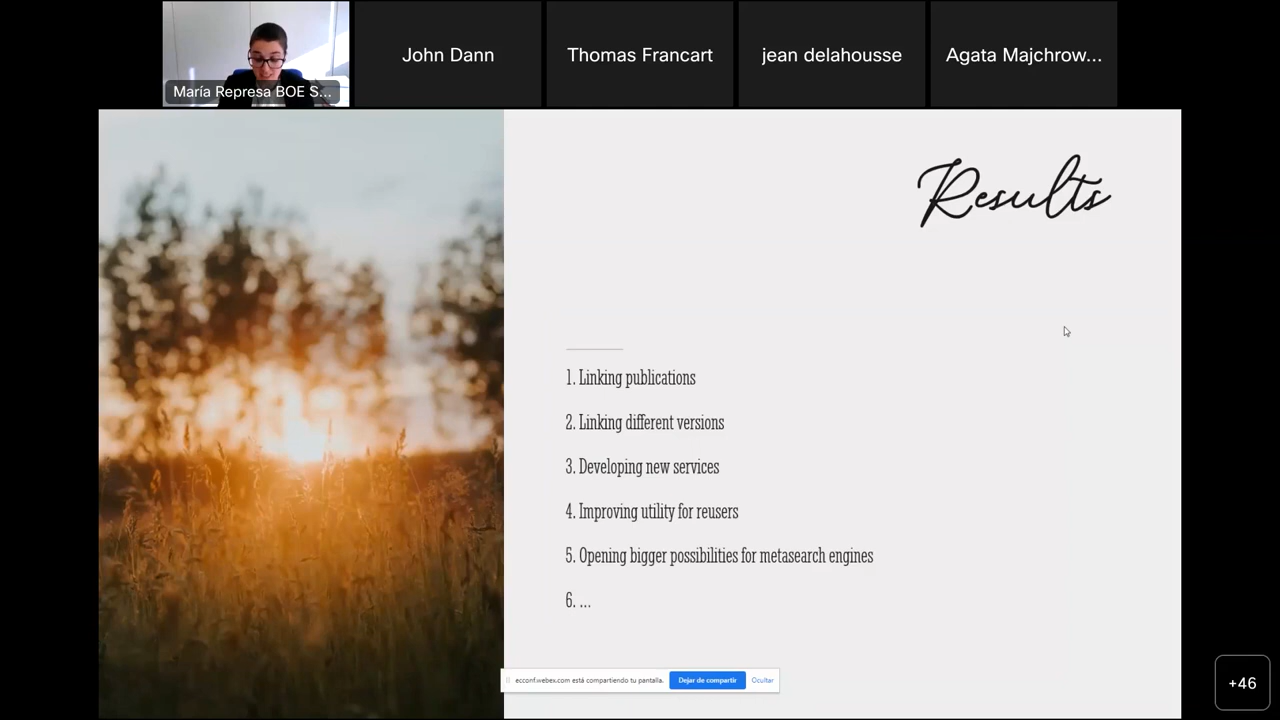 María Represa BOE S...
John Dann
Thomas Francart
jean delahousse
Agata Majchrow...
Results
1. Linking publications
2. Linking different versions
3. Developing new services
4. Improving utility for reusers
5. Opening bigger possibilities for metasearch engines
6. ...
ecconf.webex.com está compartiendo tu pantalla.
Dejar de compartir
Ocultar
+46